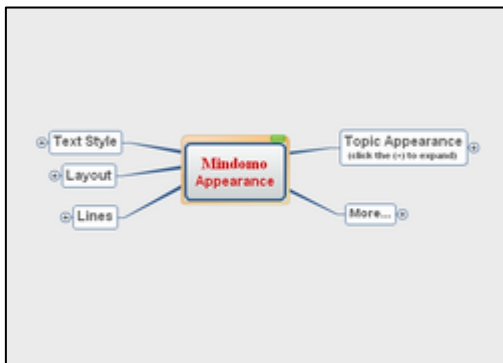 Text Style
Layout
Lines
Mindomo
Appearance
Topic Appearance
(click the (+) to expand)
More...